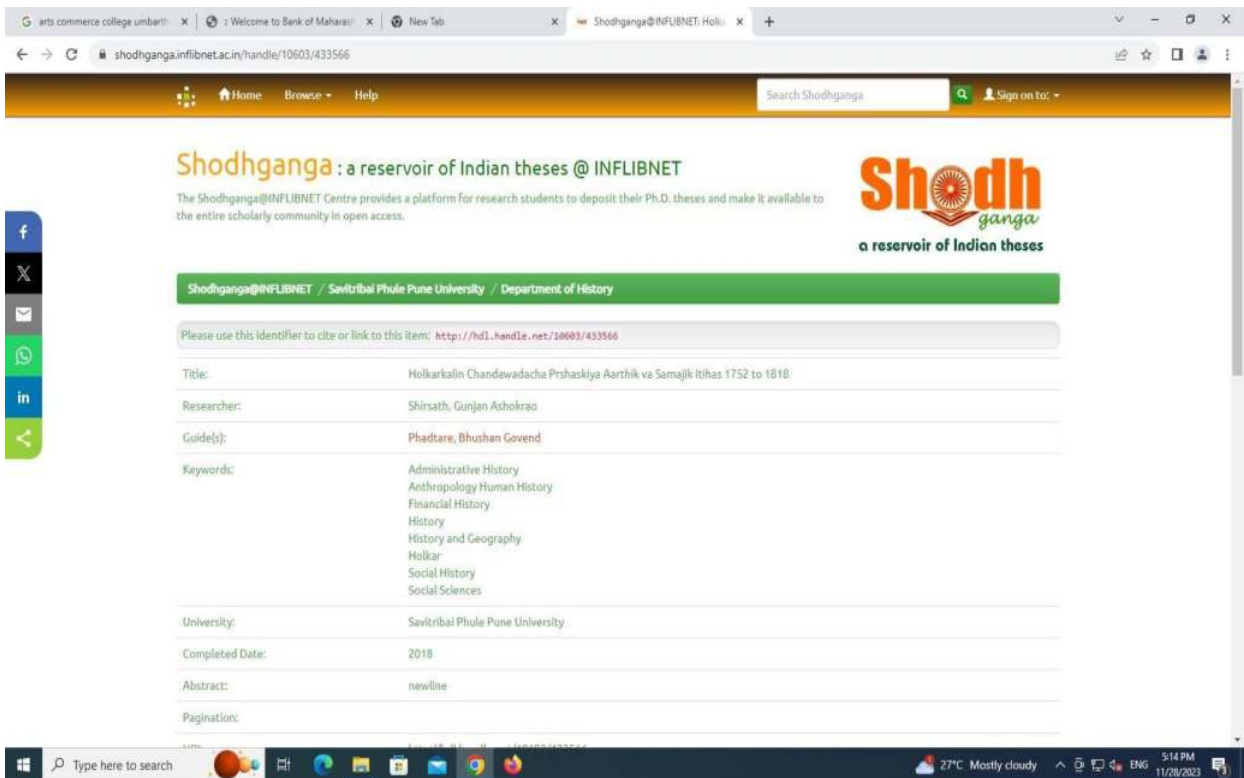 arts commerce college umbarth
: Welcome to Bank of Maharash
New Tab
Shodhganga@INFLIBNET: Holk
shodhganga.inflibnet.ac.in/handle/10603/433566
Home Browse Help
Search Shodhganga
Sign on to:
Shodhganga : a reservoir of Indian theses @ INFLIBNET
The Shodhganga@INFLIBNET Centre provides a platform for research students to deposit their Ph.D. theses and make it available to
the entire scholarly community in open access.
Shodh
ganga
a reservoir of Indian theses
Shodhganga@INFLIBNET / Savitribai Phule Pune University / Department of History
Please use this identifier to cite or link to this item: http://hdl.handle.net/10603/433566
Title: Holkarkalin Chandawadacha Prshaskiya Aarthik va Samajik Itihas 1752 to 1818
Researcher: Shirsath, Gunjan Ashokrao
Guide(s): Phadtare, Bhushan Govend
Keywords: Administrative History
Anthropology Human History
Financial History
History
History and Geography
Holkar
Social History
Social Sciences
University: Savitribai Phule Pune University
Completed Date: 2018
Abstract: newline
Pagination:
Type here to search
27°C Mostly cloudy
ENG
5:14 PM
11/28/2023